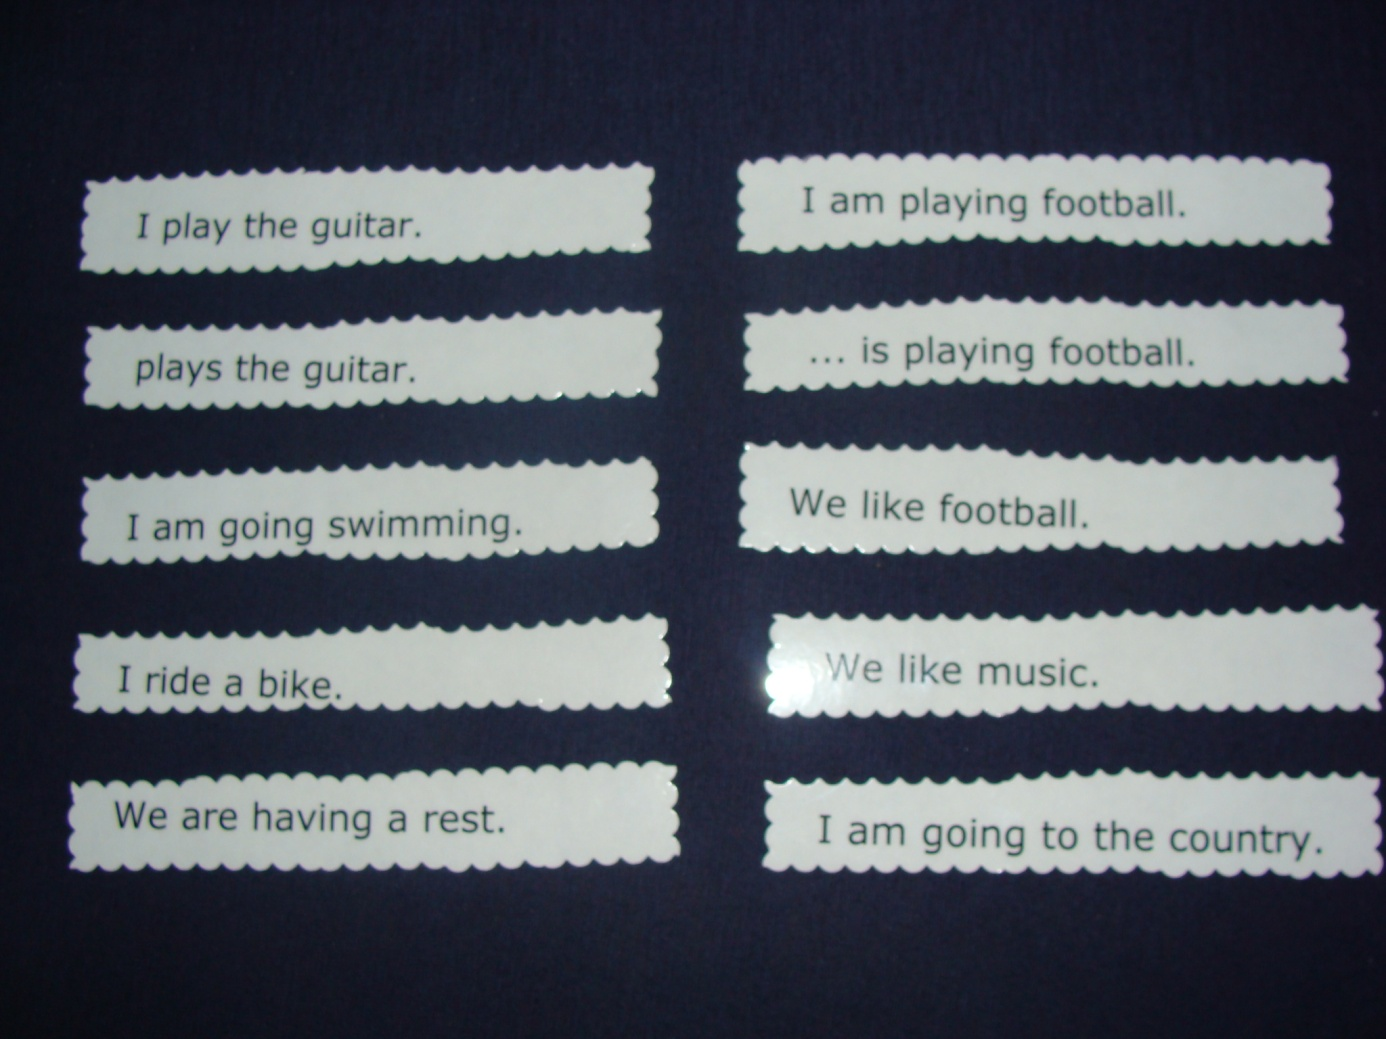 I play the guitar.
plays the guitar.
I am going swimming.
I ride a bike.
We are having a rest.
I am playing football.
... is playing football.
We like football.
We like music.
I am going to the country.